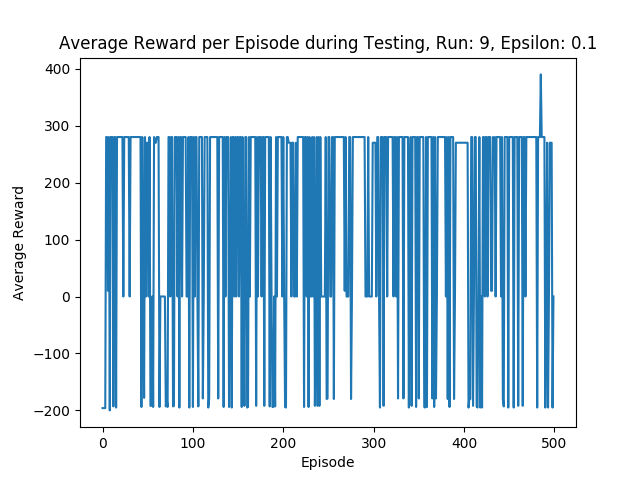 Average Reward per Episode during Testing, Run: 9, Epsilon: 0.1
400
300
200
100
0
−100
−200
Average Reward
0 100 200 300 400 500
Episode